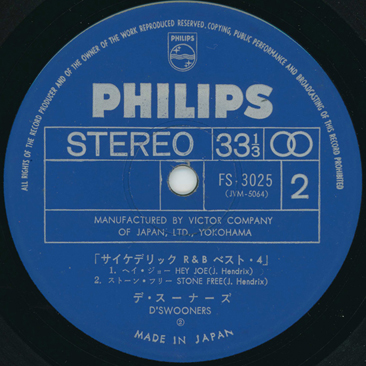 ALL RIGHTS OF THE RECORD PRODUCER AND OF THE OWNER OF THE WORK REPRODUCED RESERVED. COPYING, PUBLIC PERFORMANCE AND BROADCASTING OF THIS RECORD PROHIBITED
PHILIPS
PHILIPS
STEREO 33 1/3
FS・3025
(JVM-5064)
2
MANUFACTURED BY VICTOR COMPANY
OF JAPAN, LTD., YOKOHAMA
「サイケデリック R&B ベスト・4」
1. ヘイ・ジョー HEY JOE(J. Hendrix)
2. ストーン・フリー STONE FREE(J. Hendrix)
デ・スーナーズ
D'SWOONERS
②
MADE IN JAPAN